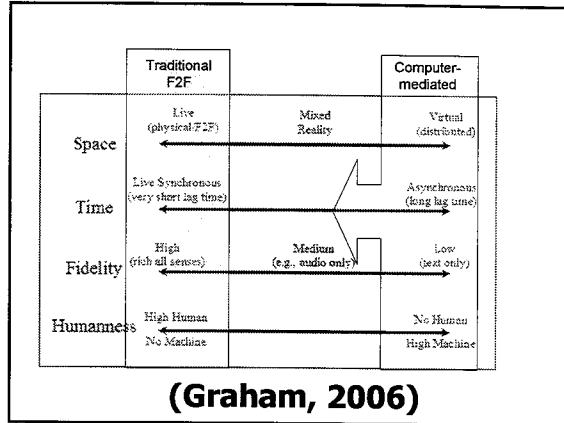 Traditional
F2F
Computer-
mediated
Space
Live
(physical/F2F)
Mixed
Reality
Virtual
(distributed)
Time
Live Synchronous
(very short lag time)
Asynchronous
(long lag time)
Fidelity
High
(rich all senses)
Medium
(e.g., audio only)
Low
(text only)
Humanness
High Human
No Machine
No Human
High Machine
(Graham, 2006)